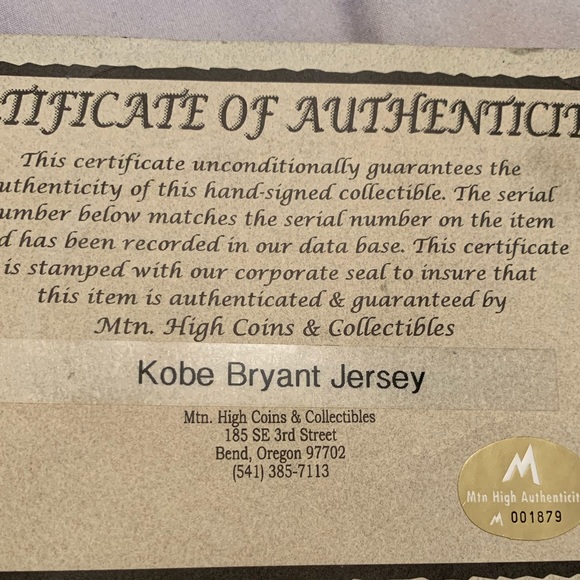 TIFICATE OF AUTHENTICI
This certificate unconditionally guarantees the
uthenticity of this hand-signed collectible. The serial
umber below matches the serial number on the item
d has been recorded in our data base. This certificate
is stamped with our corporate seal to insure that
this item is authenticated & guaranteed by
Mtn. High Coins & Collectibles
Kobe Bryant Jersey
Mtn. High Coins & Collectibles
185 SE 3rd Street
Bend, Oregon 97702
(541) 385-7113
M
Mtn High Authenticit
M 001879